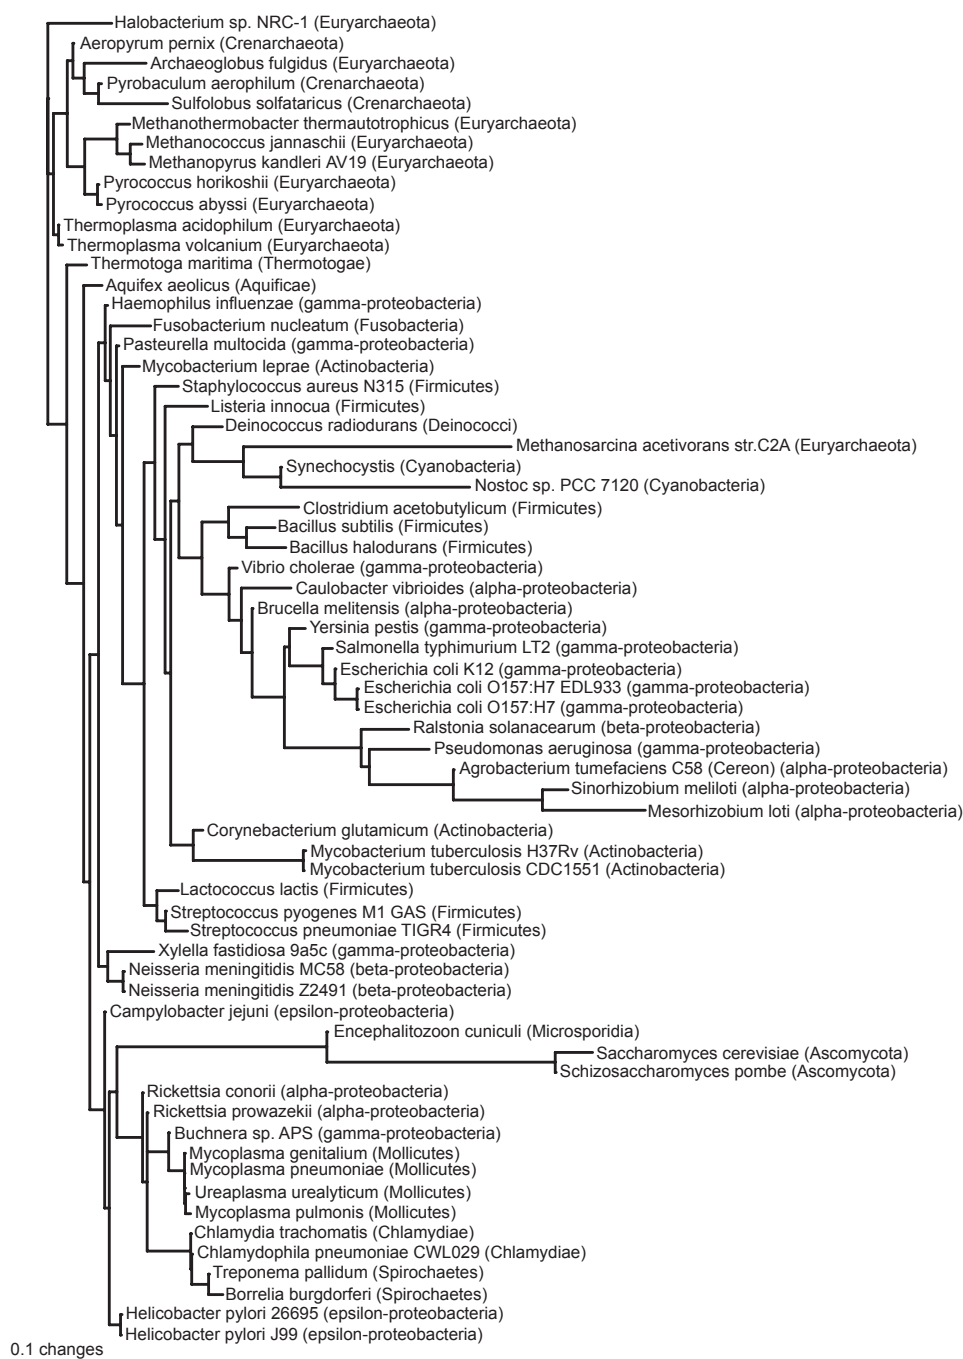 Halobacterium sp. NRC-1 (Euryarchaeota)
Aeropyrum pernix (Crenarchaeota)
Archaeoglobus fulgidus (Euryarchaeota)
Pyrobaculum aerophilum (Crenarchaeota)
Sulfolobus solfataricus (Crenarchaeota)
Methanothermobacter thermautotrophicus (Euryarchaeota)
Methanococcus jannaschii (Euryarchaeota)
Methanopyrus kandleri AV19 (Euryarchaeota)
Pyrococcus horikoshii (Euryarchaeota)
Pyrococcus abyssi (Euryarchaeota)
Thermoplasma acidophilum (Euryarchaeota)
Thermoplasma volcanium (Euryarchaeota)
Thermotoga maritima (Thermotogae)
Aquifex aeolicus (Aquificae)
Haemophilus influenzae (gamma-proteobacteria)
Fusobacterium nucleatum (Fusobacteria)
Pasteurella multocida (gamma-proteobacteria)
Mycobacterium leprae (Actinobacteria)
Staphylococcus aureus N315 (Firmicutes)
Listeria innocua (Firmicutes)
Deinococcus radiodurans (Deinococci)
Methanosarcina acetivorans str.C2A (Euryarchaeota)
Synechocystis (Cyanobacteria)
Nostoc sp. PCC 7120 (Cyanobacteria)
Clostridium acetobutylicum (Firmicutes)
Bacillus subtilis (Firmicutes)
Bacillus halodurans (Firmicutes)
Vibrio cholerae (gamma-proteobacteria)
Caulobacter vibrioides (alpha-proteobacteria)
Brucella melitensis (alpha-proteobacteria)
Yersinia pestis (gamma-proteobacteria)
Salmonella typhimurium LT2 (gamma-proteobacteria)
Escherichia coli K12 (gamma-proteobacteria)
Escherichia coli O157:H7 EDL933 (gamma-proteobacteria)
Escherichia coli O157:H7 (gamma-proteobacteria)
Ralstonia solanacearum (beta-proteobacteria)
Pseudomonas aeruginosa (gamma-proteobacteria)
Agrobacterium tumefaciens C58 (Cereon) (alpha-proteobacteria)
Sinorhizobium meliloti (alpha-proteobacteria)
Mesorhizobium loti (alpha-proteobacteria)
Corynebacterium glutamicum (Actinobacteria)
Mycobacterium tuberculosis H37Rv (Actinobacteria)
Mycobacterium tuberculosis CDC1551 (Actinobacteria)
Lactococcus lactis (Firmicutes)
Streptococcus pyogenes M1 GAS (Firmicutes)
Streptococcus pneumoniae TIGR4 (Firmicutes)
Xylella fastidiosa 9a5c (gamma-proteobacteria)
Neisseria meningitidis MC58 (beta-proteobacteria)
Neisseria meningitidis Z2491 (beta-proteobacteria)
Campylobacter jejuni (epsilon-proteobacteria)
Encephalitozoon cuniculi (Microsporidia)
Saccharomyces cerevisiae (Ascomycota)
Schizosaccharomyces pombe (Ascomycota)
Rickettsia conorii (alpha-proteobacteria)
Rickettsia prowazekii (alpha-proteobacteria)
Buchnera sp. APS (gamma-proteobacteria)
Mycoplasma genitalium (Mollicutes)
Mycoplasma pneumoniae (Mollicutes)
Ureaplasma urealyticum (Mollicutes)
Mycoplasma pulmonis (Mollicutes)
Chlamydia trachomatis (Chlamydiae)
Chlamydophila pneumoniae CWL029 (Chlamydiae)
Treponema pallidum (Spirochaetes)
Borrelia burgdorferi (Spirochaetes)
Helicobacter pylori 26695 (epsilon-proteobacteria)
Helicobacter pylori J99 (epsilon-proteobacteria)
0.1 changes